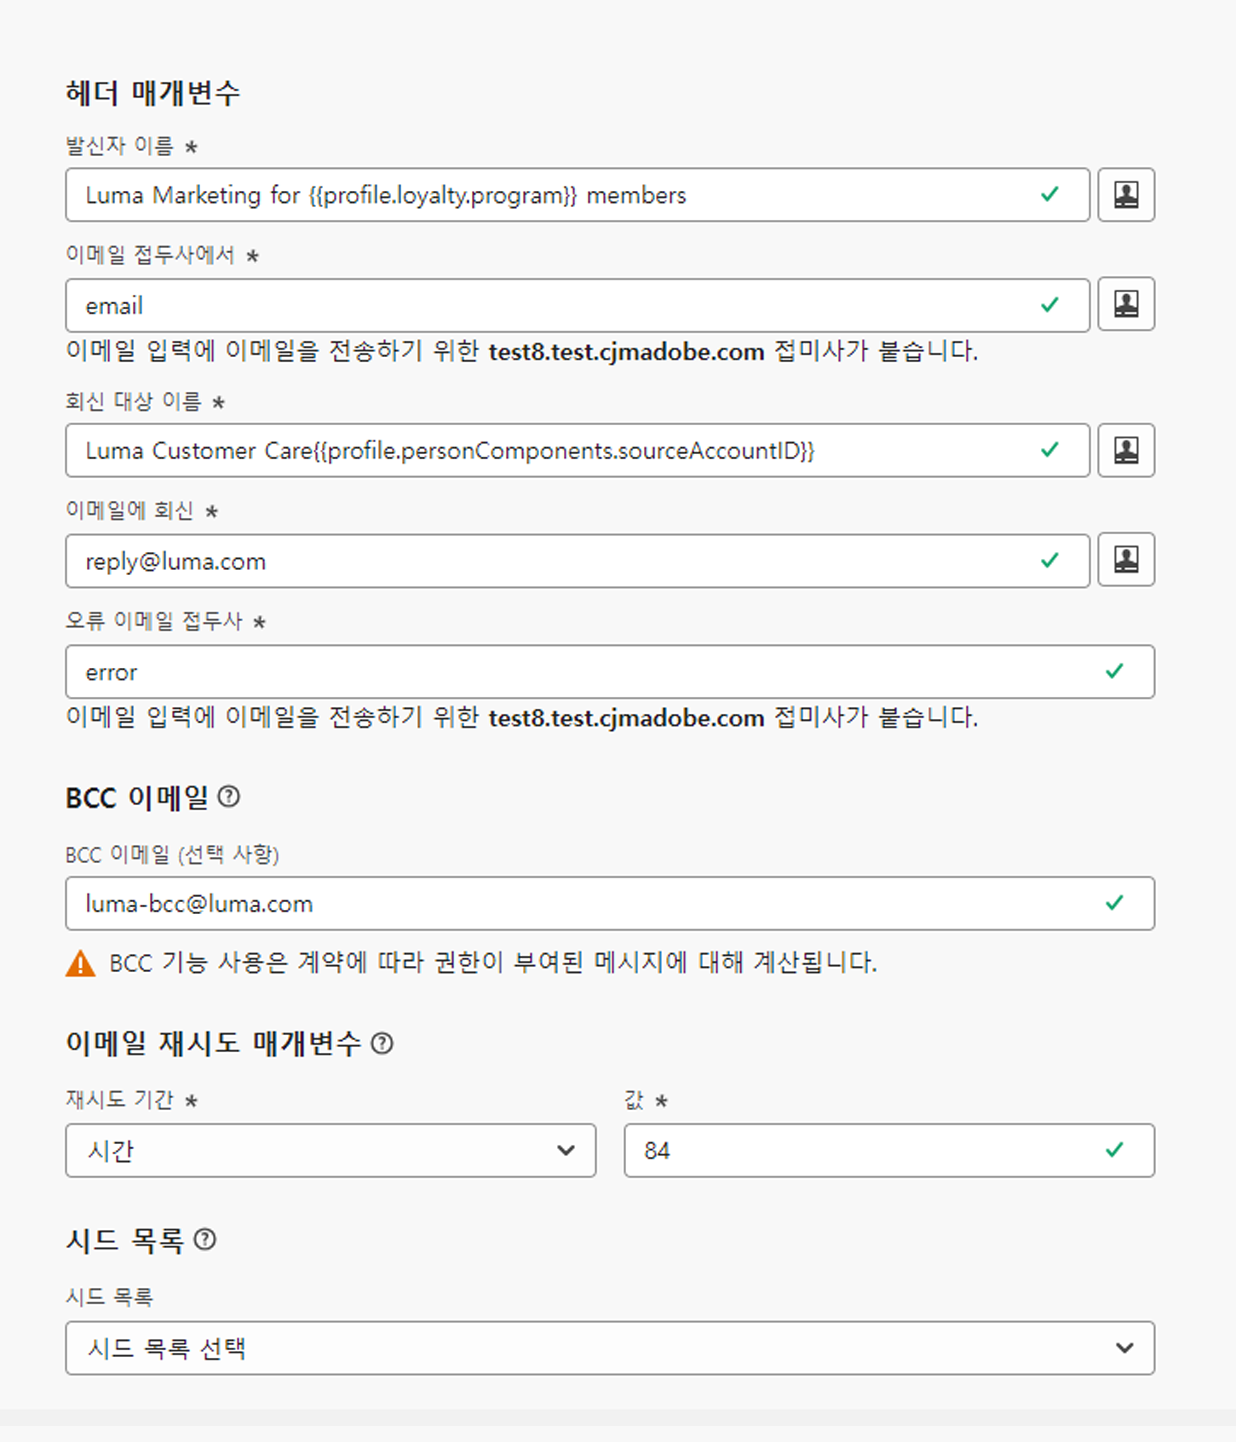 헤더 매개변수
발신자 이름 *
Luma Marketing for {{profile.loyalty.program}} members
이메일 접두사에서 *
email
이메일 입력에 이메일을 전송하기 위한 test8.test.cjmadobe.com 접미사가 붙습니다.
회신 대상 이름 *
Luma Customer Care{{profile.personComponents.sourceAccountID}}
이메일에 회신 *
reply@luma.com
오류 이메일 접두사 *
error
이메일 입력에 이메일을 전송하기 위한 test8.test.cjmadobe.com 접미사가 붙습니다.
BCC 이메일
BCC 이메일 (선택 사항)
luma-bcc@luma.com
BCC 기능 사용은 계약에 따라 권한이 부여된 메시지에 대해 계산됩니다.
이메일 재시도 매개변수
재시도 기간 * 값 *
시간 84
시드 목록
시드 목록
시드 목록 선택